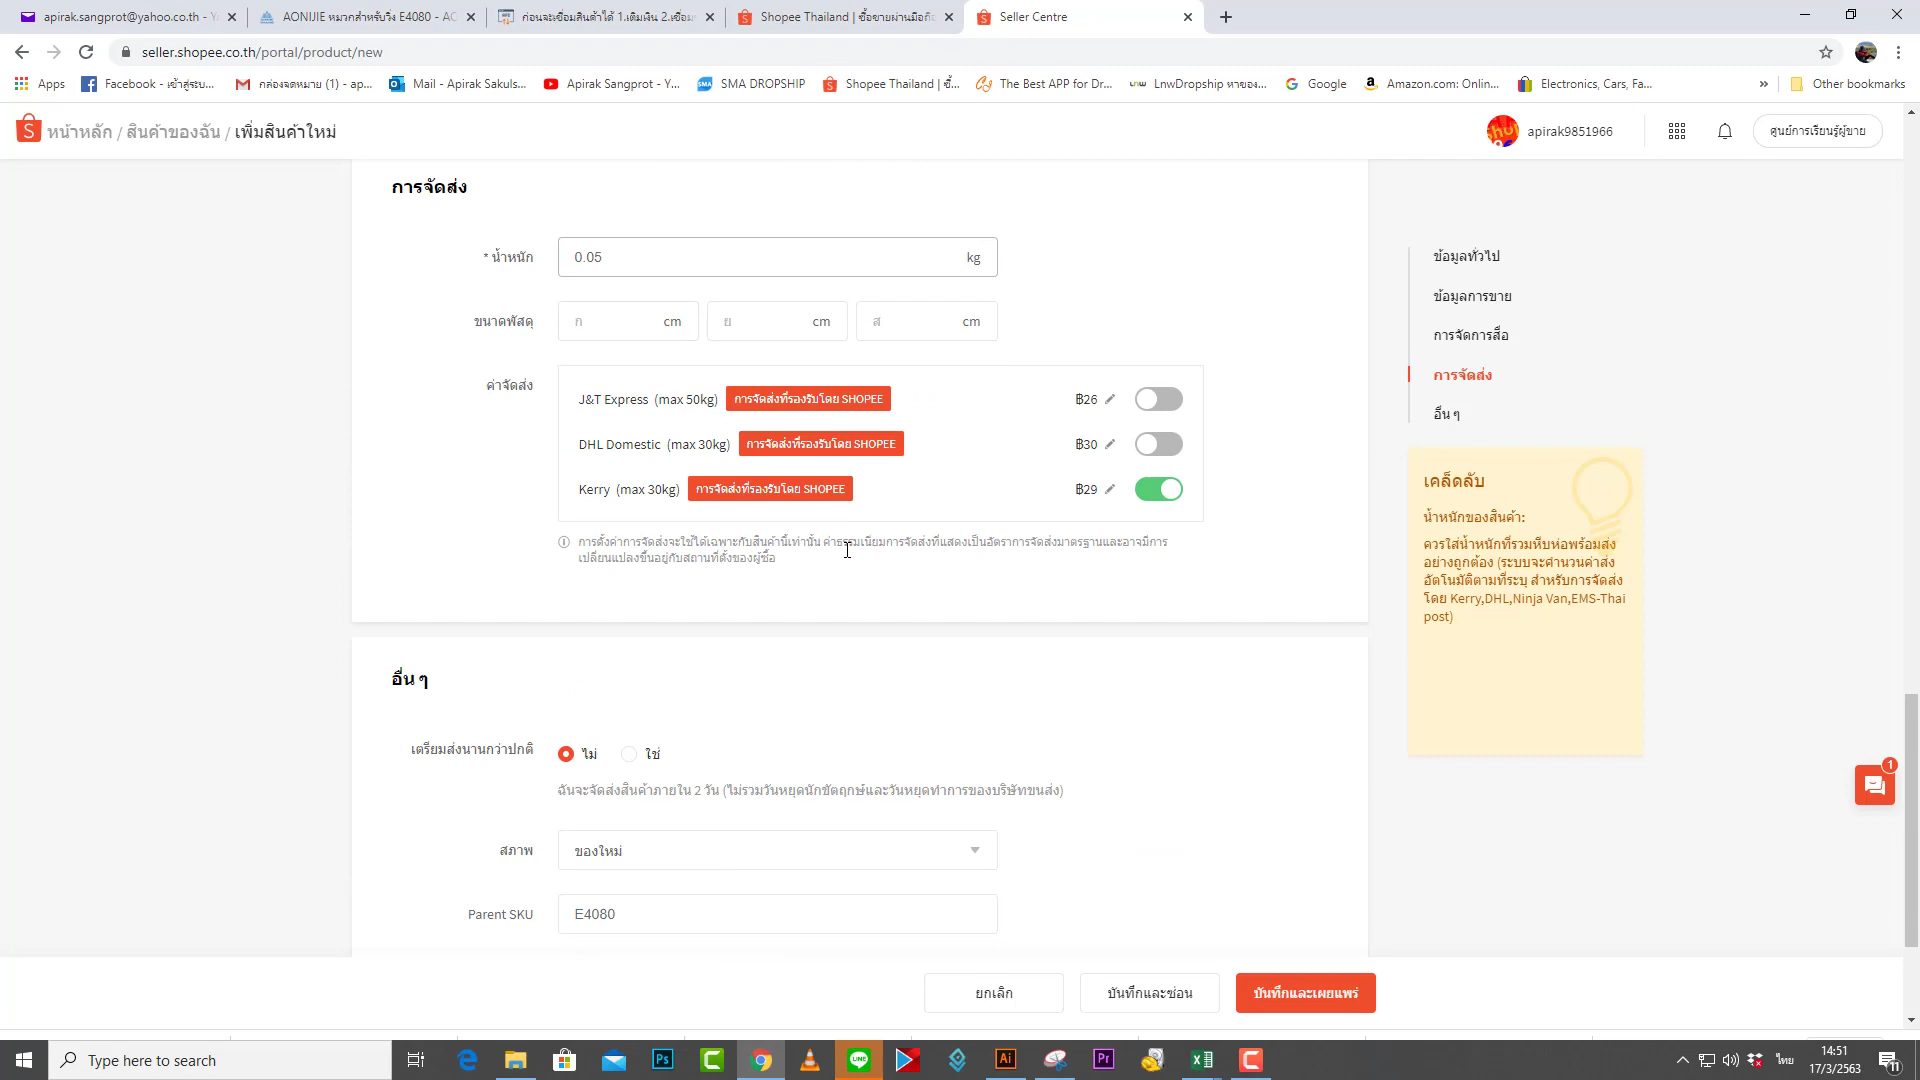 apirak.sangprot@yahoo.co.th - Y
AONIJIE หมวกสำหรับวิ่ง E4080 - AO
ก่อนจะเชื่อมสินค้าได้ 1.เติมเงิน 2.เชื่อม
Shopee Thailand | ซื้อขายผ่านมือถือ
Seller Centre
seller.shopee.co.th/portal/product/new
Apps
Facebook - เข้าสู่ระบ...
กล่องจดหมาย (1) - ap...
Mail - Apirak Sakuls...
Apirak Sangprot - Y...
SMA DROPSHIP
Shopee Thailand | ซื้...
The Best APP for Dr...
LnwDropship หาของ...
Google
Amazon.com: Onlin...
Electronics, Cars, Fa...
Other bookmarks
หน้าหลัก / สินค้าของฉัน / เพิ่มสินค้าใหม่
apirak9851966
ศูนย์การเรียนรู้ผู้ขาย
การจัดส่ง
* น้ำหนัก
0.05
kg
ขนาดพัสดุ
ก cm
ย cm
ส cm
ค่าจัดส่ง
J&T Express (max 50kg) การจัดส่งที่รองรับโดย SHOPEE ฿26
DHL Domestic (max 30kg) การจัดส่งที่รองรับโดย SHOPEE ฿30
Kerry (max 30kg) การจัดส่งที่รองรับโดย SHOPEE ฿29
การตั้งค่าการจัดส่งจะใช้ได้เฉพาะกับสินค้านี้เท่านั้น ค่าธรรมเนียมการจัดส่งที่แสดงเป็นอัตราการจัดส่งมาตรฐานและอาจมีการ
เปลี่ยนแปลงขึ้นอยู่กับสถานที่ตั้งของผู้ซื้อ
ข้อมูลทั่วไป
ข้อมูลการขาย
การจัดการสื่อ
การจัดส่ง
อื่น ๆ
เคล็ดลับ
น้ำหนักของสินค้า:
ควรใส่น้ำหนักที่รวมหีบห่อพร้อมส่ง
อย่างถูกต้อง (ระบบจะคำนวนค่าส่ง
อัตโนมัติตามที่ระบุ สำหรับการจัดส่ง
โดย Kerry,DHL,Ninja Van,EMS-Thai
post)
อื่น ๆ
เตรียมส่งนานกว่าปกติ
ไม่
ใช่
ฉันจะจัดส่งสินค้าภายใน 2 วัน (ไม่รวมวันหยุดนักขัตฤกษ์และวันหยุดทำการของบริษัทขนส่ง)
สภาพ
ของใหม่
Parent SKU
E4080
1
ยกเลิก
บันทึกและซ่อน
บันทึกและเผยแพร่
Type here to search
Ps
LINE
Ai
Pr
ไทย
14:51
17/3/2563
11